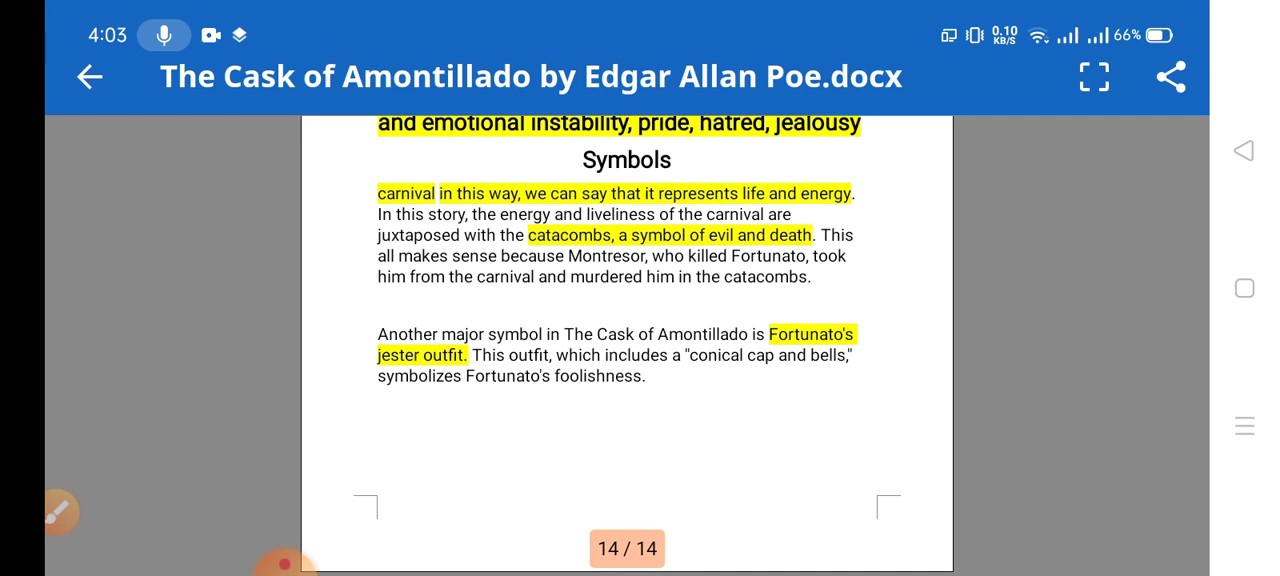 4:03 0.10 KB/S 66%
The Cask of Amontillado by Edgar Allan Poe.docx
and emotional instability, pride, hatred, jealousy
Symbols
carnival in this way, we can say that it represents life and energy.
In this story, the energy and liveliness of the carnival are
juxtaposed with the catacombs, a symbol of evil and death. This
all makes sense because Montresor, who killed Fortunato, took
him from the carnival and murdered him in the catacombs.
Another major symbol in The Cask of Amontillado is Fortunato's
jester outfit. This outfit, which includes a "conical cap and bells,"
symbolizes Fortunato's foolishness.
14 / 14